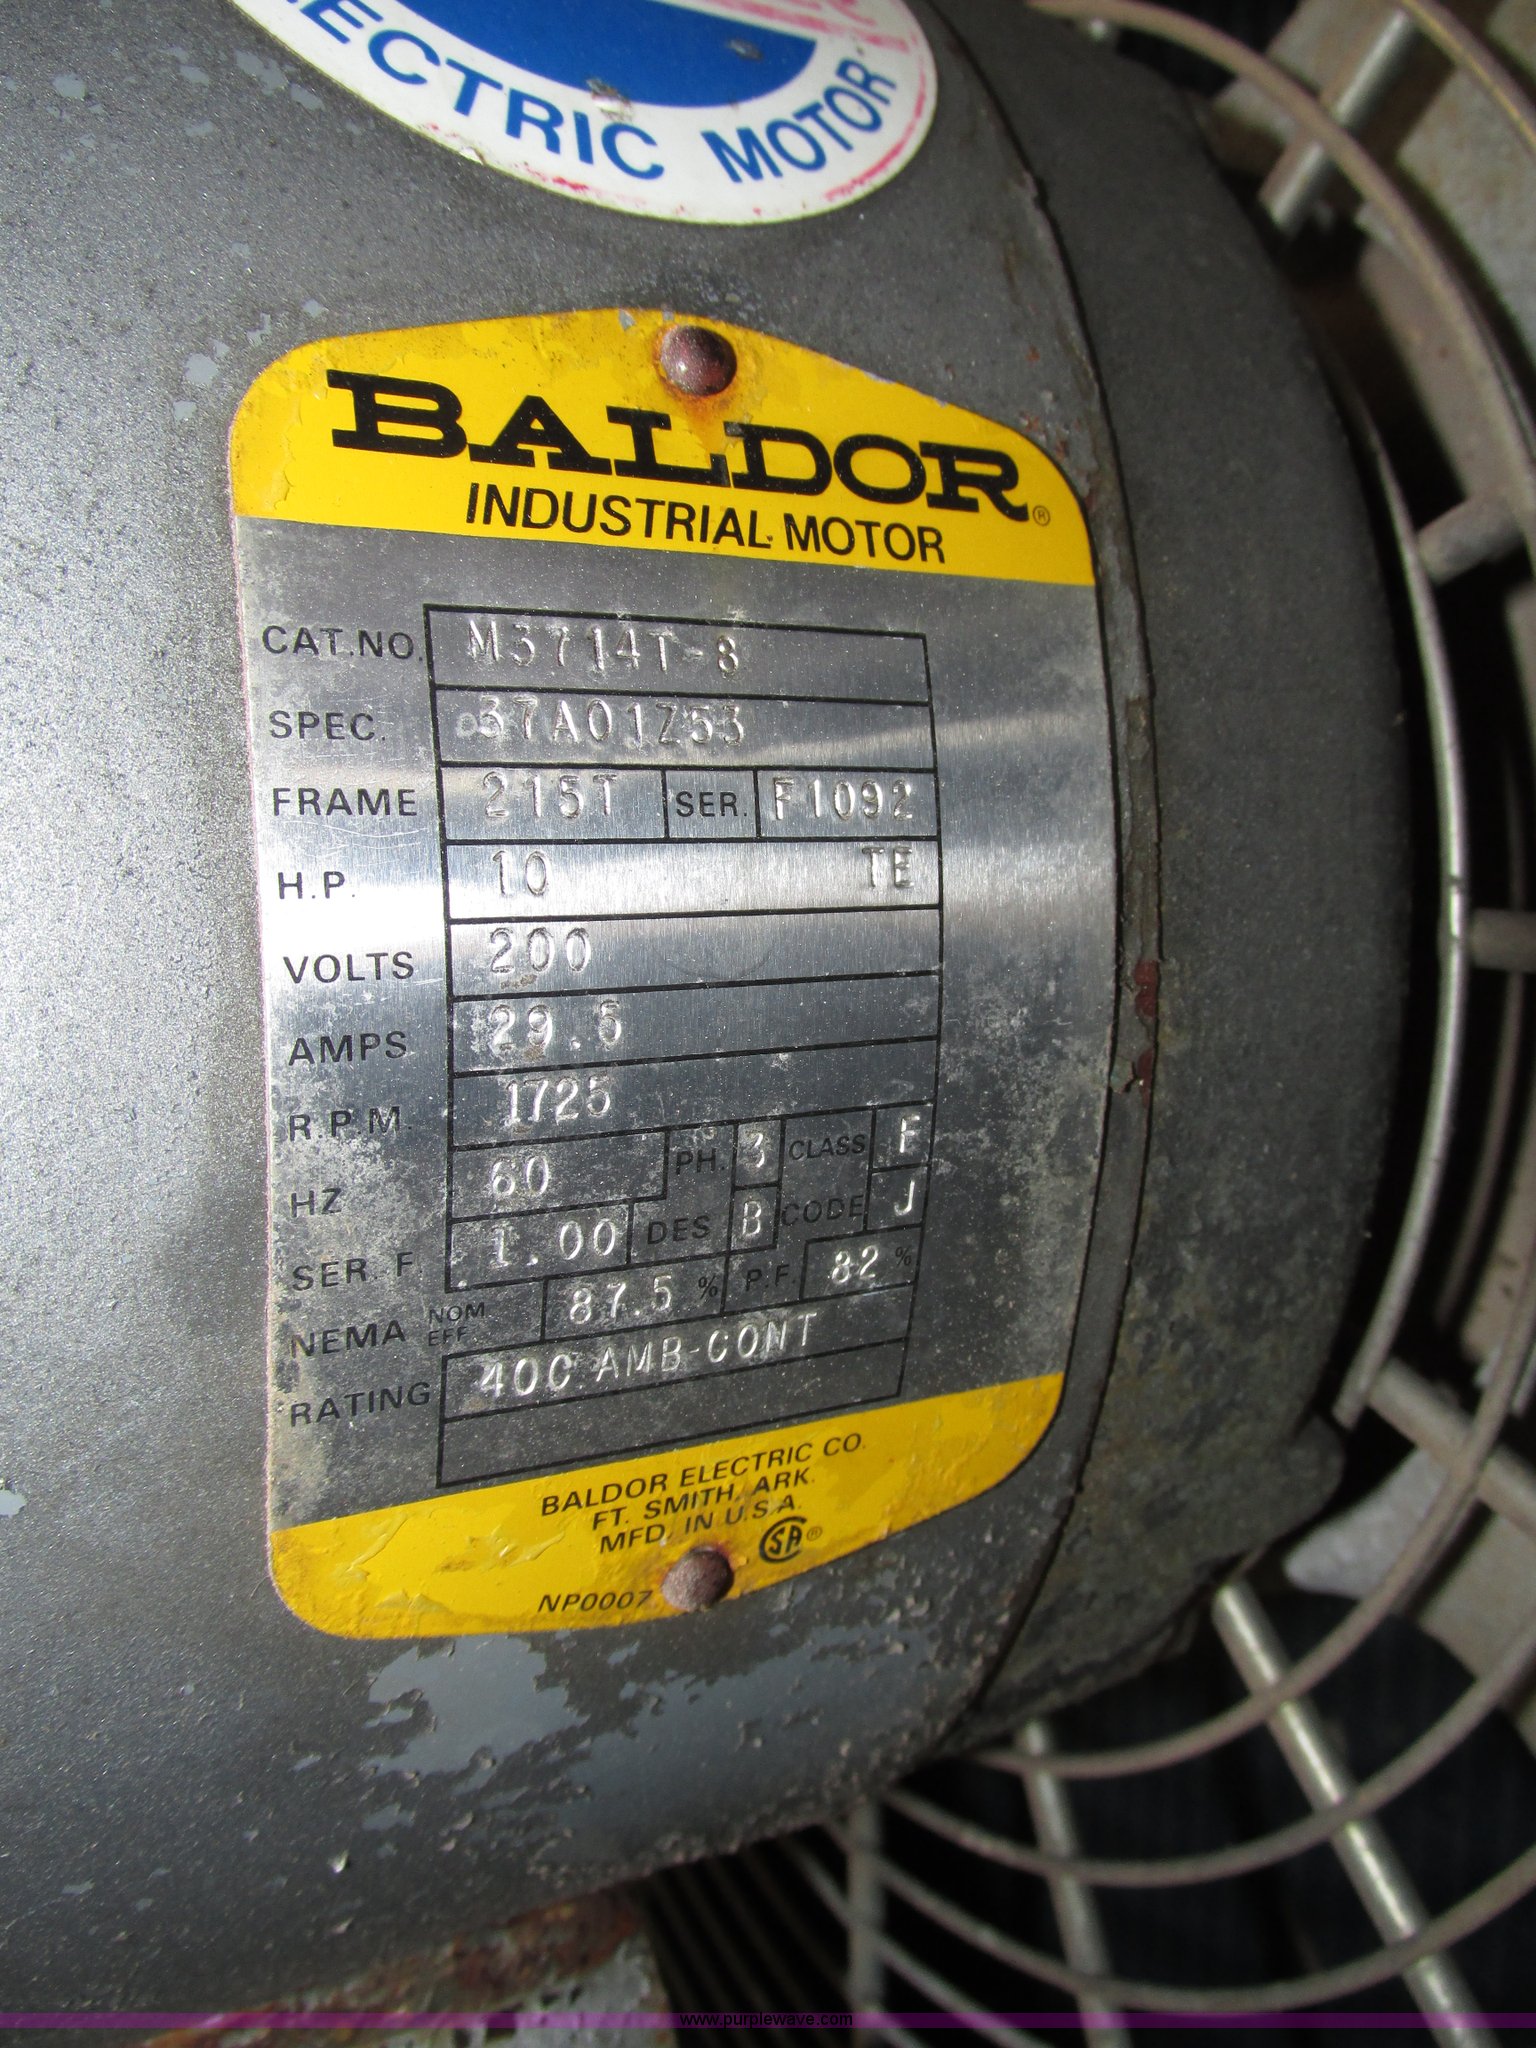 ECTRIC MOTOR
BALDOR®
INDUSTRIAL MOTOR
CAT.NO. M3714T-8
SPEC. 37A01Z53
FRAME 215T SER. F1092
H.P. 10 TE
VOLTS 200
AMPS 29.5
R.P.M. 1725
HZ 60 PH. 3 CLASS F
SER. F. 1.00 DES B CODE J
NEMA NOM EFF. 87.5 % P.F. 82 %
RATING 40C AMB-CONT
BALDOR ELECTRIC CO.
FT. SMITH, ARK.
MFD. IN U.S.A.
SA ®
NP0007
www.purplewave.com